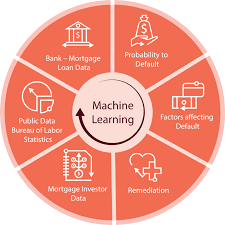 Bank – Mortgage
Loan Data
Probability to
Default
Public Data
Bureau of Labor
Statistics
Machine
Learning
Factors affecting
Default
Mortgage Investor
Data
Remediation